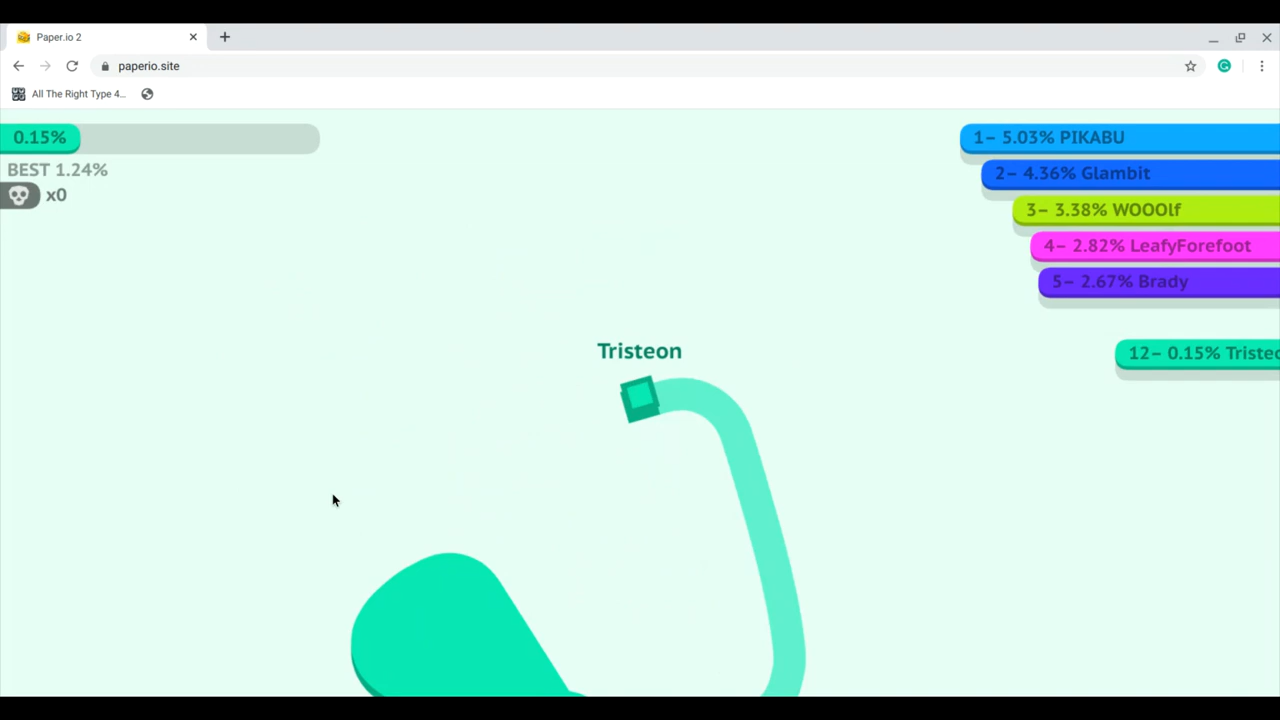 Paper.io 2
paperio.site
All The Right Type 4...
0.15%
BEST 1.24%
x0
1– 5.03% PIKABU
2– 4.36% Glambit
3– 3.38% WOOOlf
4– 2.82% LeafyForefoot
5– 2.67% Brady
12– 0.15% Tristeo
Tristeon